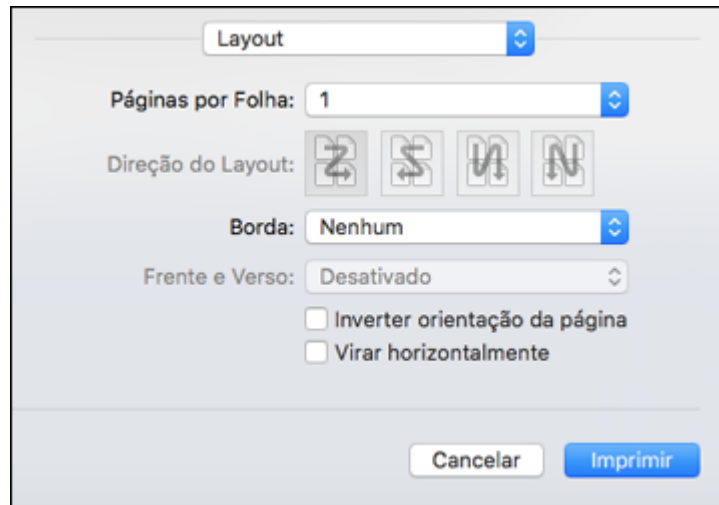 Layout
Páginas por Folha: 1
Direção do Layout:
Borda: Nenhum
Frente e Verso: Desativado
Inverter orientação da página
Virar horizontalmente
Cancelar Imprimir